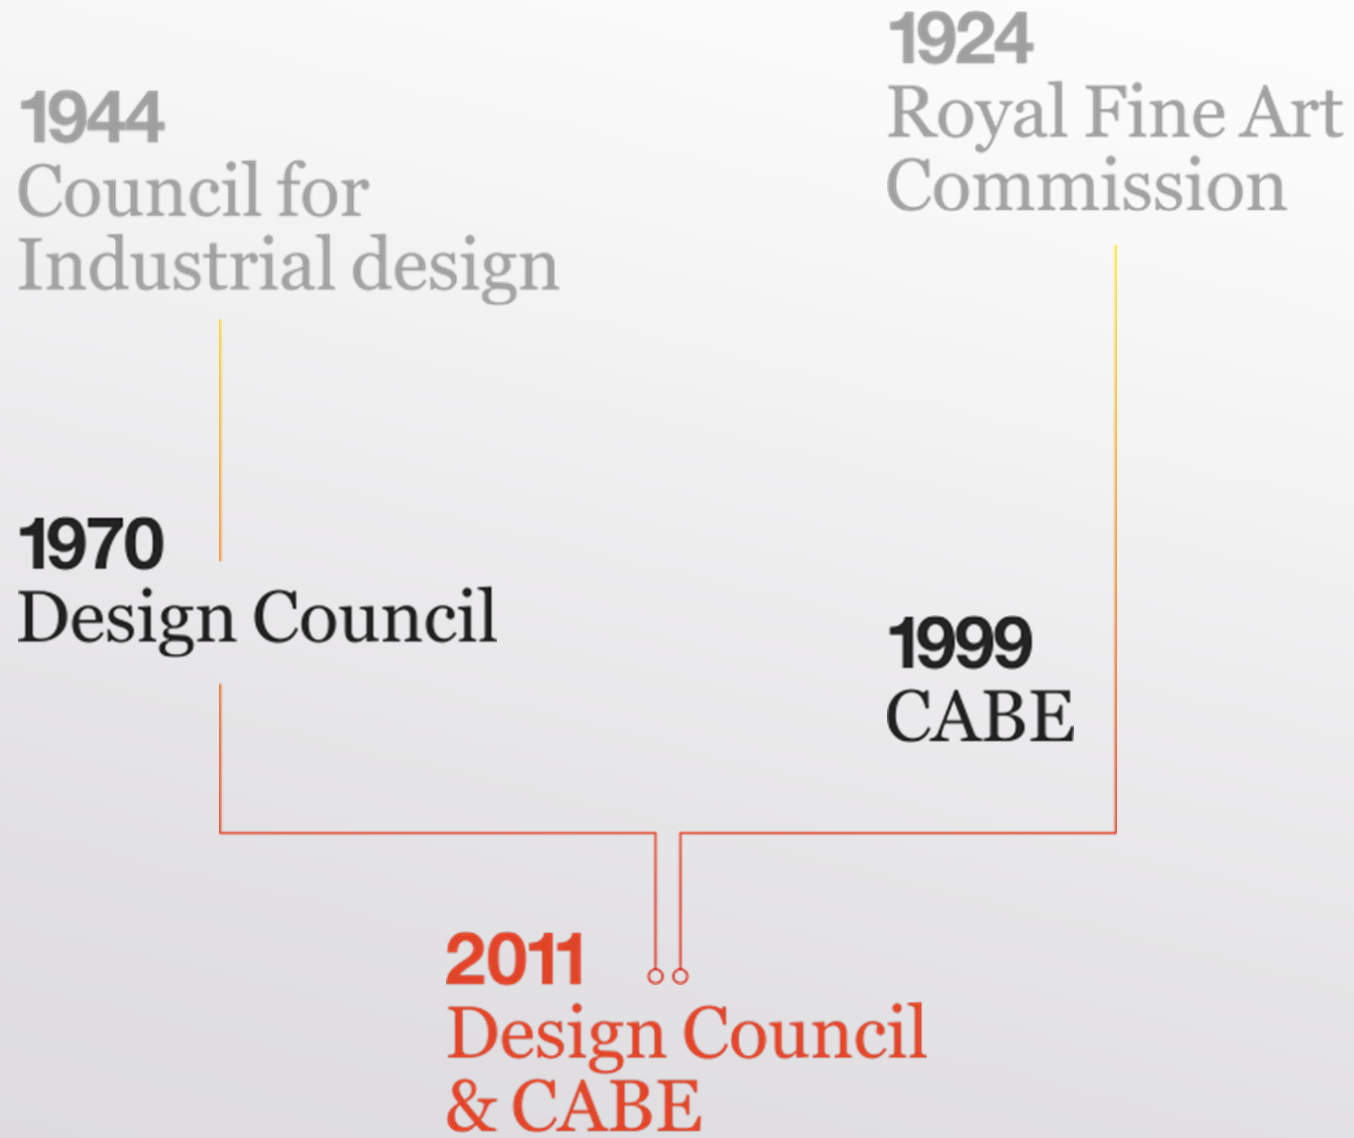 1944
Council for
Industrial design
1924
Royal Fine Art
Commission
1970
Design Council
1999
CABE
2011
Design Council
& CABE